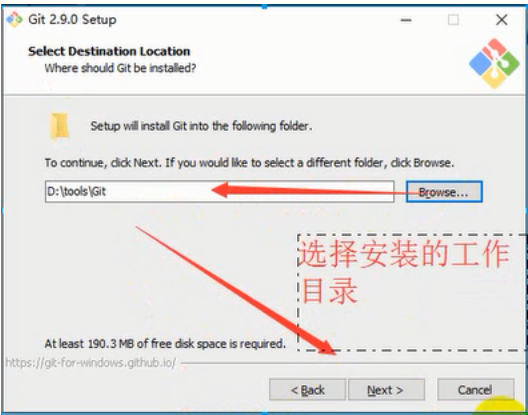 Git 2.9.0 Setup
Select Destination Location
Where should Git be installed?
Setup will install Git into the following folder.
To continue, click Next. If you would like to select a different folder, click Browse.
D:\tools\Git
Browse...
选择安装的工作
目录
At least 190.3 MB of free disk space is required.
https://git-for-windows.github.io/
< Back
Next >
Cancel